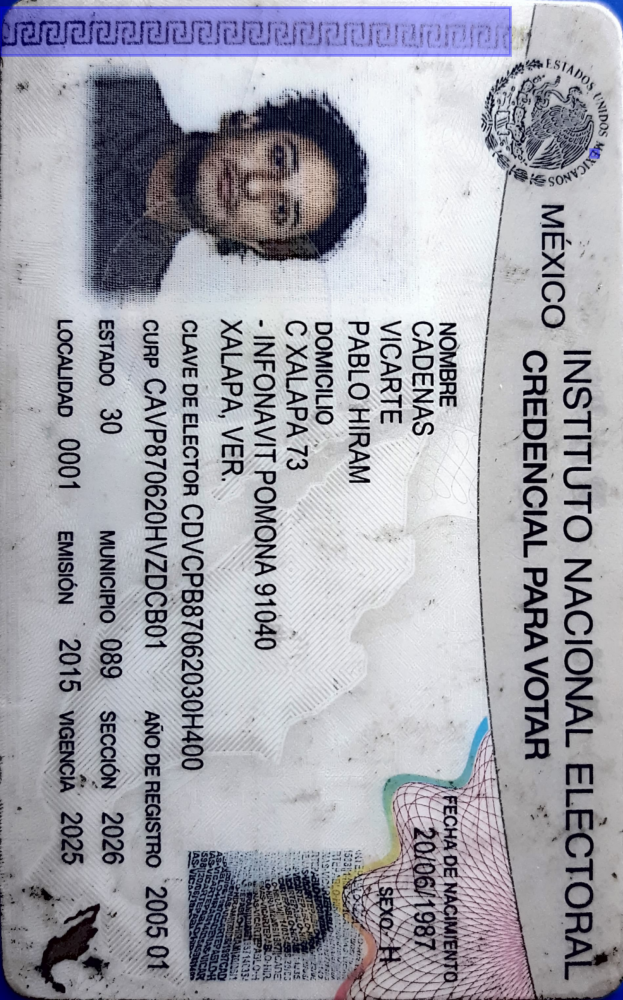 ESTADOS UNIDOS MEXICANOS
MÉXICO
INSTITUTO NACIONAL ELECTORAL
CREDENCIAL PARA VOTAR
NOMBRE
CADENAS
VICARTE
PABLO HIRAM
FECHA DE NACIMIENTO
20/06/1987
SEXO H
DOMICILIO
C XALAPA 73
- INFONAVIT POMONA 91040
XALAPA, VER.
CLAVE DE ELECTOR CDVCPB87062030H400
CURP CAVP870620HVZDCB01 AÑO DE REGISTRO 2005 01
ESTADO 30 MUNICIPIO 089 SECCIÓN 2026
LOCALIDAD 0001 EMISIÓN 2015 VIGENCIA 2025